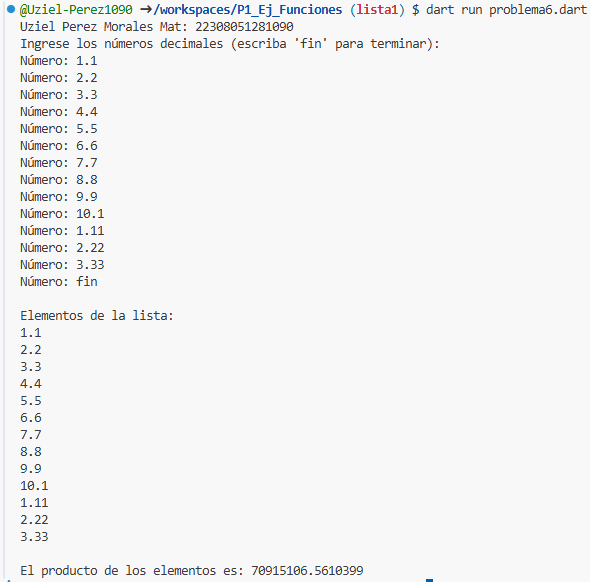 @Uziel-Perez1090 ➜/workspaces/P1_Ej_Funciones (lista1) $ dart run problema6.dart
Uziel Perez Morales Mat: 22308051281090
Ingrese los números decimales (escriba 'fin' para terminar):
Número: 1.1
Número: 2.2
Número: 3.3
Número: 4.4
Número: 5.5
Número: 6.6
Número: 7.7
Número: 8.8
Número: 9.9
Número: 10.1
Número: 1.11
Número: 2.22
Número: 3.33
Número: fin
Elementos de la lista:
1.1
2.2
3.3
4.4
5.5
6.6
7.7
8.8
9.9
10.1
1.11
2.22
3.33
El producto de los elementos es: 70915106.5610399